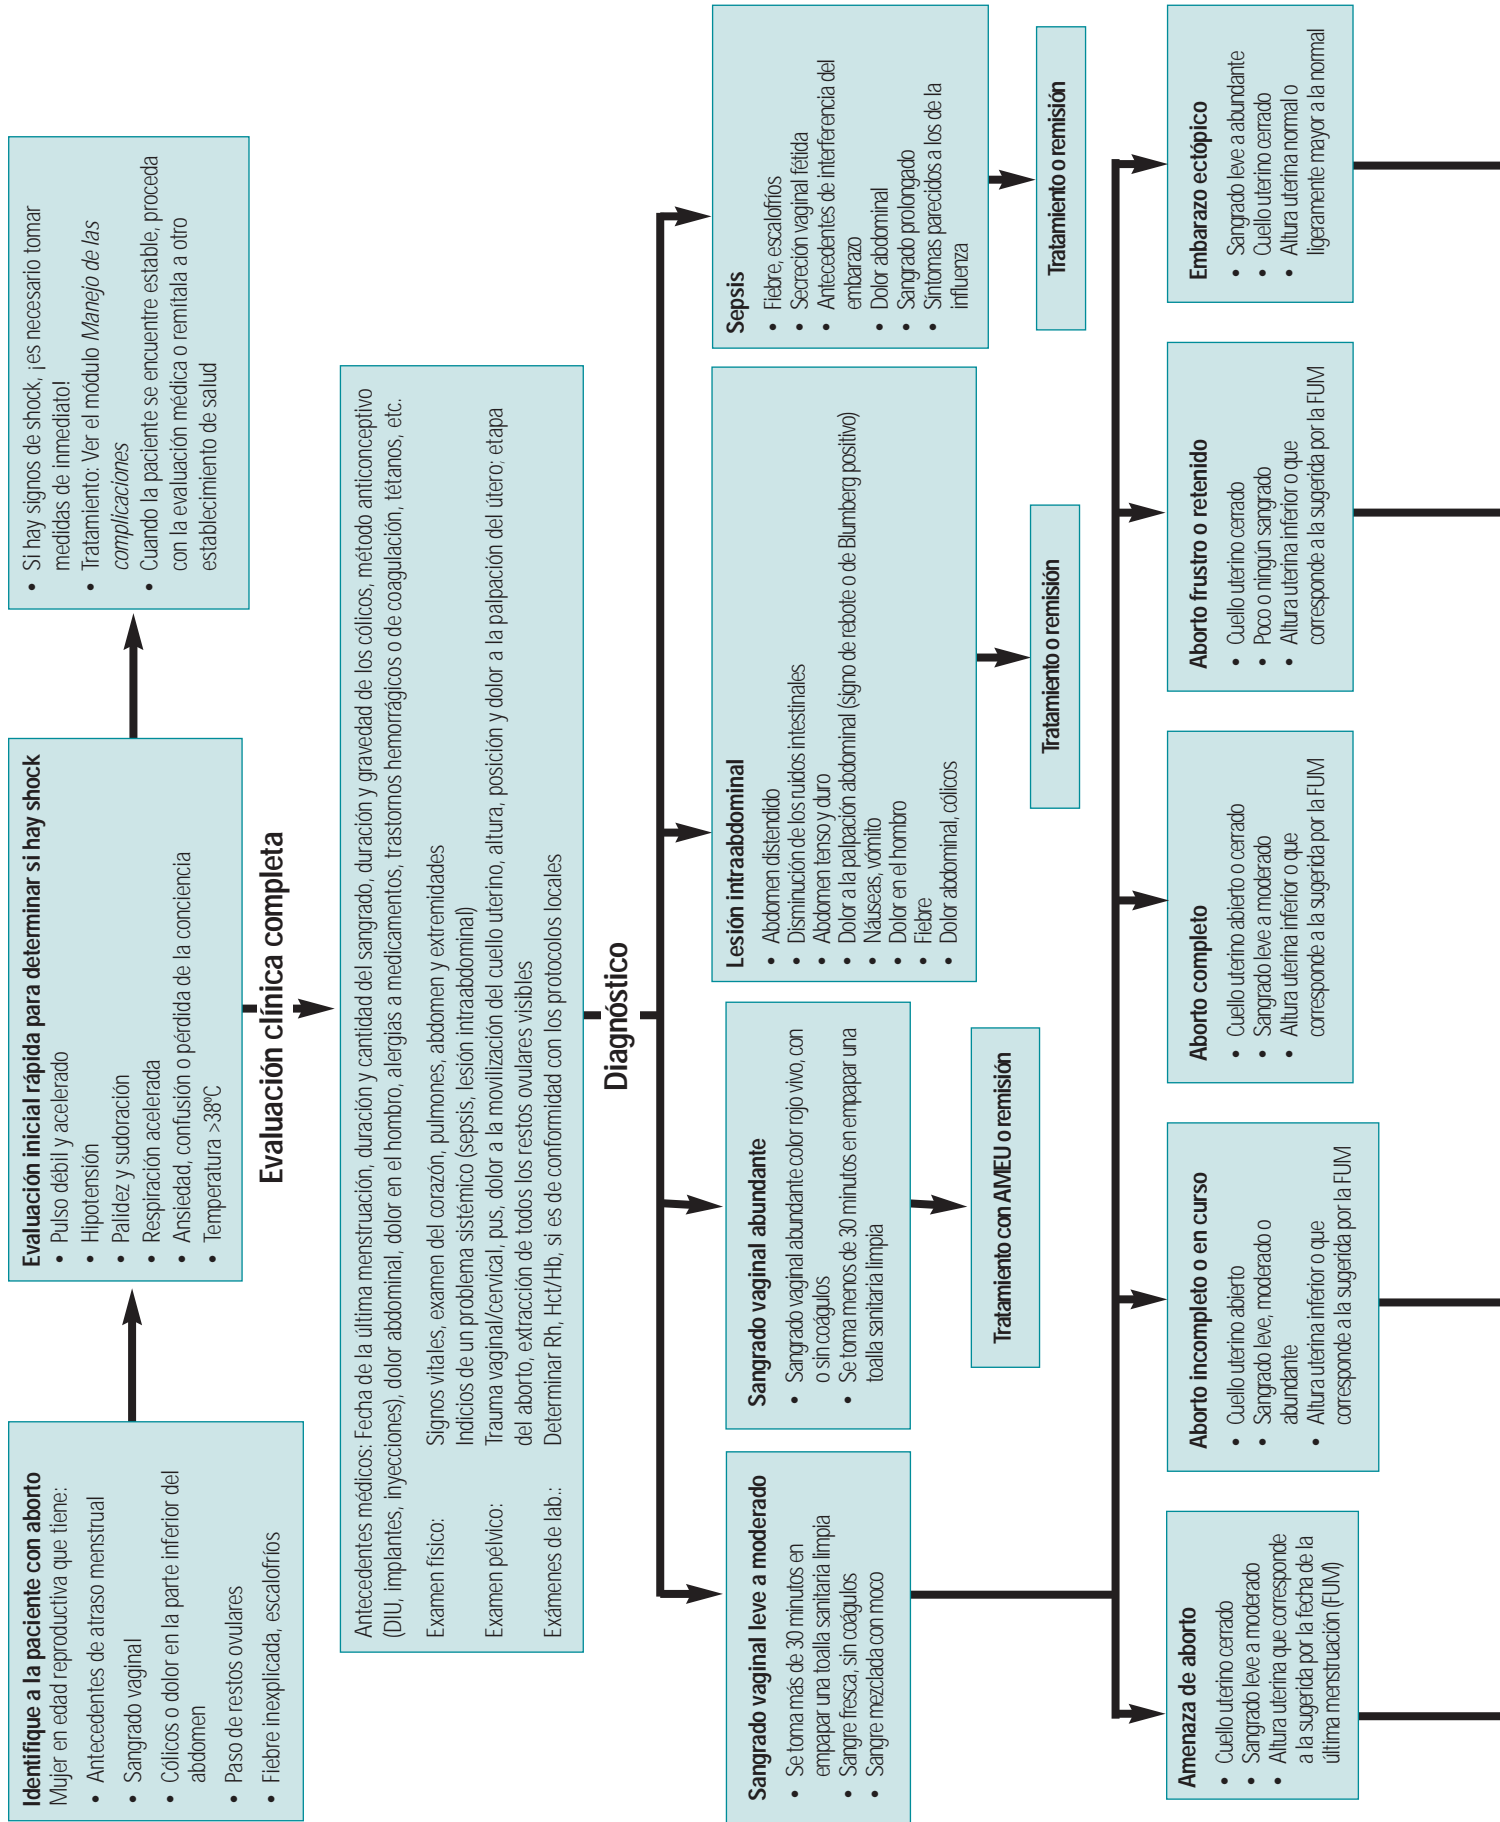 Identifique a la paciente con aborto
Mujer en edad reproductiva que tiene:
• Antecedentes de atraso menstrual
• Sangrado vaginal
• Cólicos o dolor en la parte inferior del
abdomen
• Paso de restos ovulares
• Fiebre inexplicada, escalofríos
Evaluación inicial rápida para determinar si hay shock
• Pulso débil y acelerado
• Hipotensión
• Palidez y sudoración
• Respiración acelerada
• Ansiedad, confusión o pérdida de la conciencia
• Temperatura >38ºC
• Si hay signos de shock, ¡es necesario tomar
medidas de inmediato!
• Tratamiento: Ver el módulo Manejo de las
complicaciones
• Cuando la paciente se encuentre estable, proceda
con la evaluación médica o remítala a otro
establecimiento de salud
Evaluación clínica completa
Antecedentes médicos: Fecha de la última menstruación, duración y cantidad del sangrado, duración y gravedad de los cólicos, método anticonceptivo
(DIU, implantes, inyecciones), dolor abdominal, dolor en el hombro, alergias a medicamentos, trastornos hemorrágicos o de coagulación, tétanos, etc.
Examen físico: Signos vitales, examen del corazón, pulmones, abdomen y extremidades
Indicios de un problema sistémico (sepsis, lesión intraabdominal)
Examen pélvico: Trauma vaginal/cervical, pus, dolor a la movilización del cuello uterino, altura, posición y dolor a la palpación del útero; etapa
del aborto, extracción de todos los restos ovulares visibles
Exámenes de lab.: Determinar Rh, Hct/Hb, si es de conformidad con los protocolos locales
Diagnóstico
Sangrado vaginal leve a moderado
• Se toma más de 30 minutos en
empapar una toalla sanitaria limpia
• Sangre fresca, sin coágulos
• Sangre mezclada con moco
Sangrado vaginal abundante
• Sangrado vaginal abundante color rojo vivo, con
o sin coágulos
• Se toma menos de 30 minutos en empapar una
toalla sanitaria limpia
Tratamiento con AMEU o remisión
Lesión intraabdominal
• Abdomen distendido
• Disminución de los ruidos intestinales
• Abdomen tenso y duro
• Dolor a la palpación abdominal (signo de rebote o de Blumberg positivo)
• Náuseas, vómito
• Dolor en el hombro
• Fiebre
• Dolor abdominal, cólicos
Tratamiento o remisión
Sepsis
• Fiebre, escalofríos
• Secreción vaginal fétida
• Antecedentes de interferencia del
embarazo
• Dolor abdominal
• Sangrado prolongado
• Síntomas parecidos a los de la
influenza
Tratamiento o remisión
Amenaza de aborto
• Cuello uterino cerrado
• Sangrado leve a moderado
• Altura uterina que corresponde
a la sugerida por la fecha de la
última menstruación (FUM)
Aborto incompleto o en curso
• Cuello uterino abierto
• Sangrado leve, moderado o
abundante
• Altura uterina inferior o que
corresponde a la sugerida por la FUM
Aborto completo
• Cuello uterino abierto o cerrado
• Sangrado leve a moderado
• Altura uterina inferior o que
corresponde a la sugerida por la FUM
Aborto frustro o retenido
• Cuello uterino cerrado
• Poco o ningún sangrado
• Altura uterina inferior o que
corresponde a la sugerida por la FUM
Embarazo ectópico
• Sangrado leve a abundante
• Cuello uterino cerrado
• Altura uterina normal o
ligeramente mayor a la normal